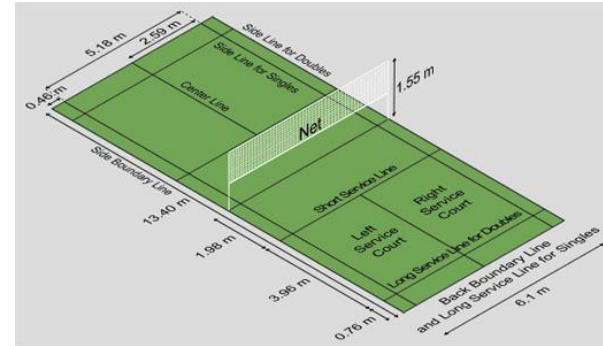 5.18 m
2.59 m
0.46 m
Side Line for Doubles
Side Line for Singles
Center Line
1.55 m
Net
Side Boundary Line
13.40 m
Short Service Line
Right
Service
Court
Left
Service
Court
1.98 m
Long Service Line for Doubles
3.96 m
Back Boundary Line
and Long Service Line for Singles
0.76 m
6.1 m